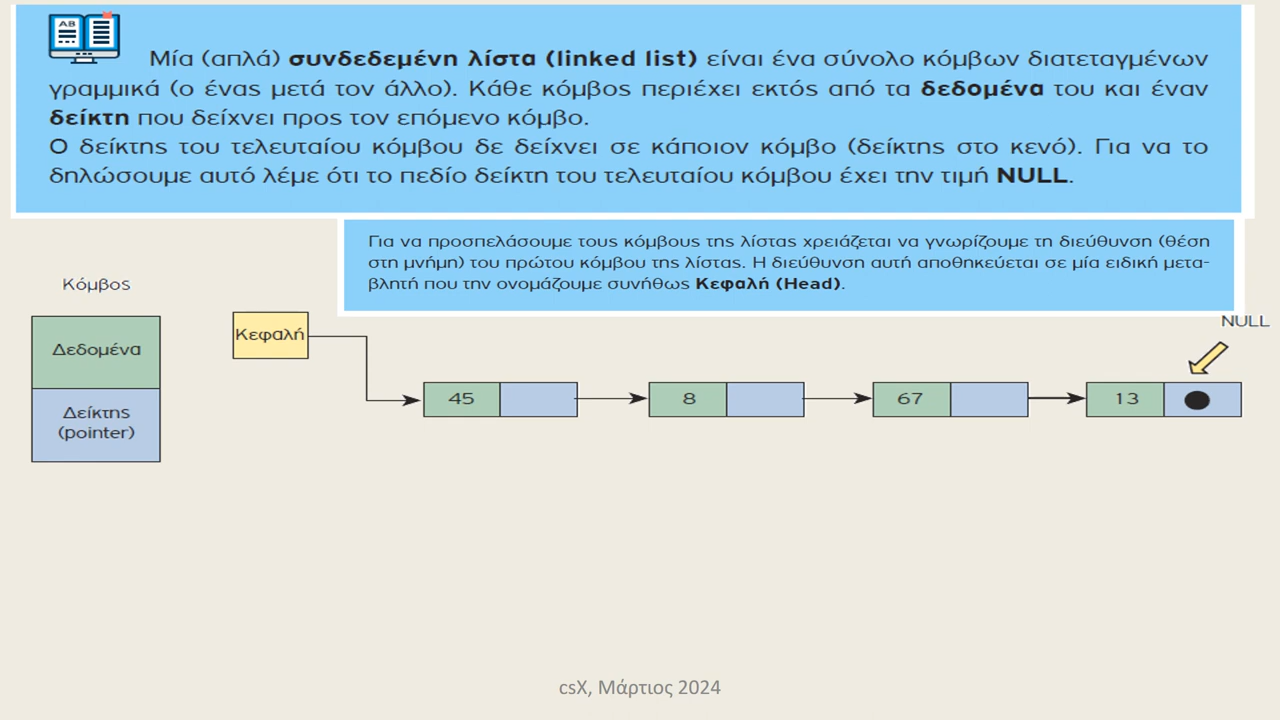 AB
Μία (απλά) συνδεδεμένη λίστα (linked list) είναι ένα σύνολο κόμβων διατεταγμένων
γραμμικά (ο ένας μετά τον άλλο). Κάθε κόμβος περιέχει εκτός από τα δεδομένα του και έναν
δείκτη που δείχνει προς τον επόμενο κόμβο.
Ο δείκτης του τελευταίου κόμβου δε δείχνει σε κάποιον κόμβο (δείκτης στο κενό). Για να το
δηλώσουμε αυτό λέμε ότι το πεδίο δείκτη του τελευταίου κόμβου έχει την τιμή NULL.
Για να προσπελάσουμε τους κόμβους της λίστας χρειάζεται να γνωρίζουμε τη διεύθυνση (θέση
στη μνήμη) του πρώτου κόμβου της λίστας. Η διεύθυνση αυτή αποθηκεύεται σε μία ειδική μετα-
βλητή που την ονομάζουμε συνήθως Κεφαλή (Head).
Κόμβος
Δεδομένα
Δείκτης
(pointer)
Κεφαλή
NULL
45
8
67
13
csX, Μάρτιος 2024